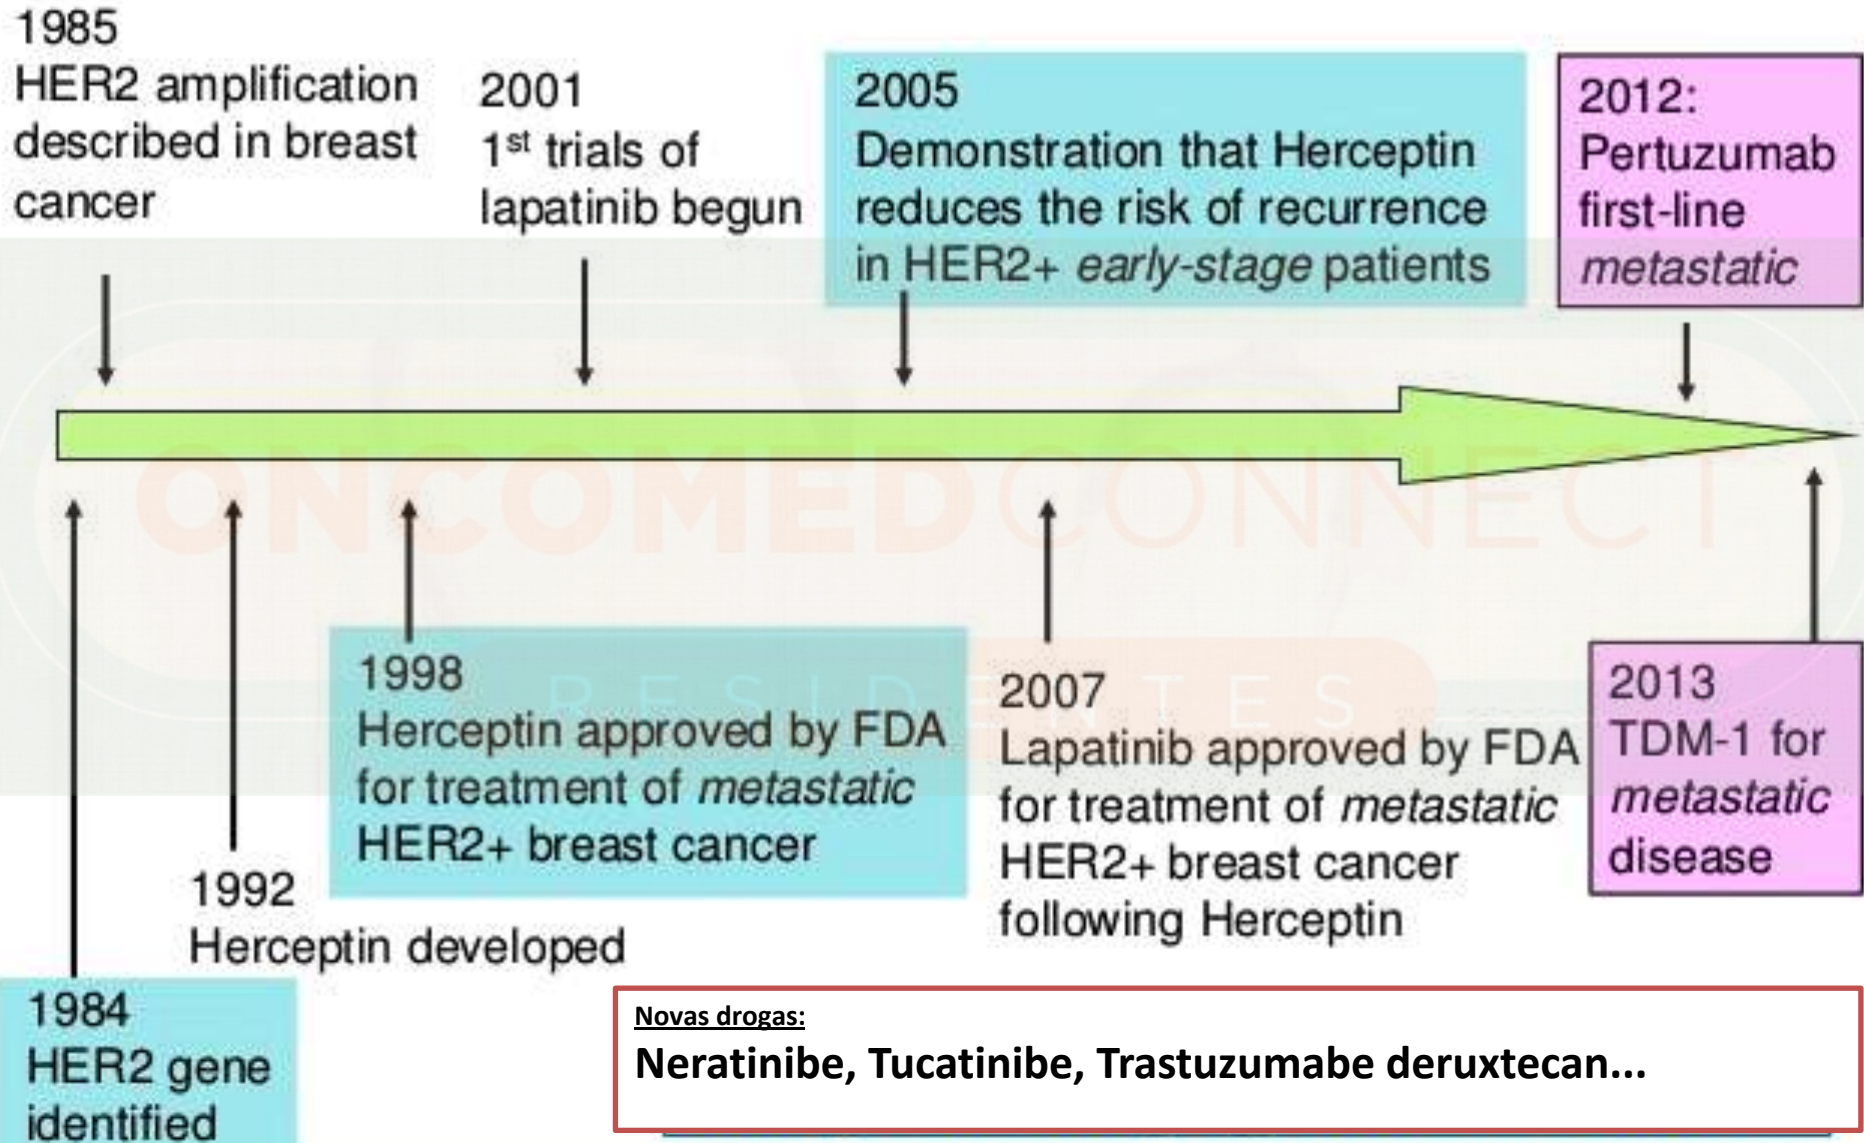 1985
HER2 amplification
described in breast
cancer
2001
1st trials of
lapatinib begun
2005
Demonstration that Herceptin
reduces the risk of recurrence
in HER2+ early-stage patients
2012:
Pertuzumab
first-line
metastatic
ONCOMEDCONNECT
RESIDENTES
1998
Herceptin approved by FDA
for treatment of metastatic
HER2+ breast cancer
2007
Lapatinib approved by FDA
for treatment of metastatic
HER2+ breast cancer
following Herceptin
2013
TDM-1 for
metastatic
disease
1992
Herceptin developed
1984
HER2 gene
identified
Novas drogas:
Neratinibe, Tucatinibe, Trastuzumabe deruxtecan...